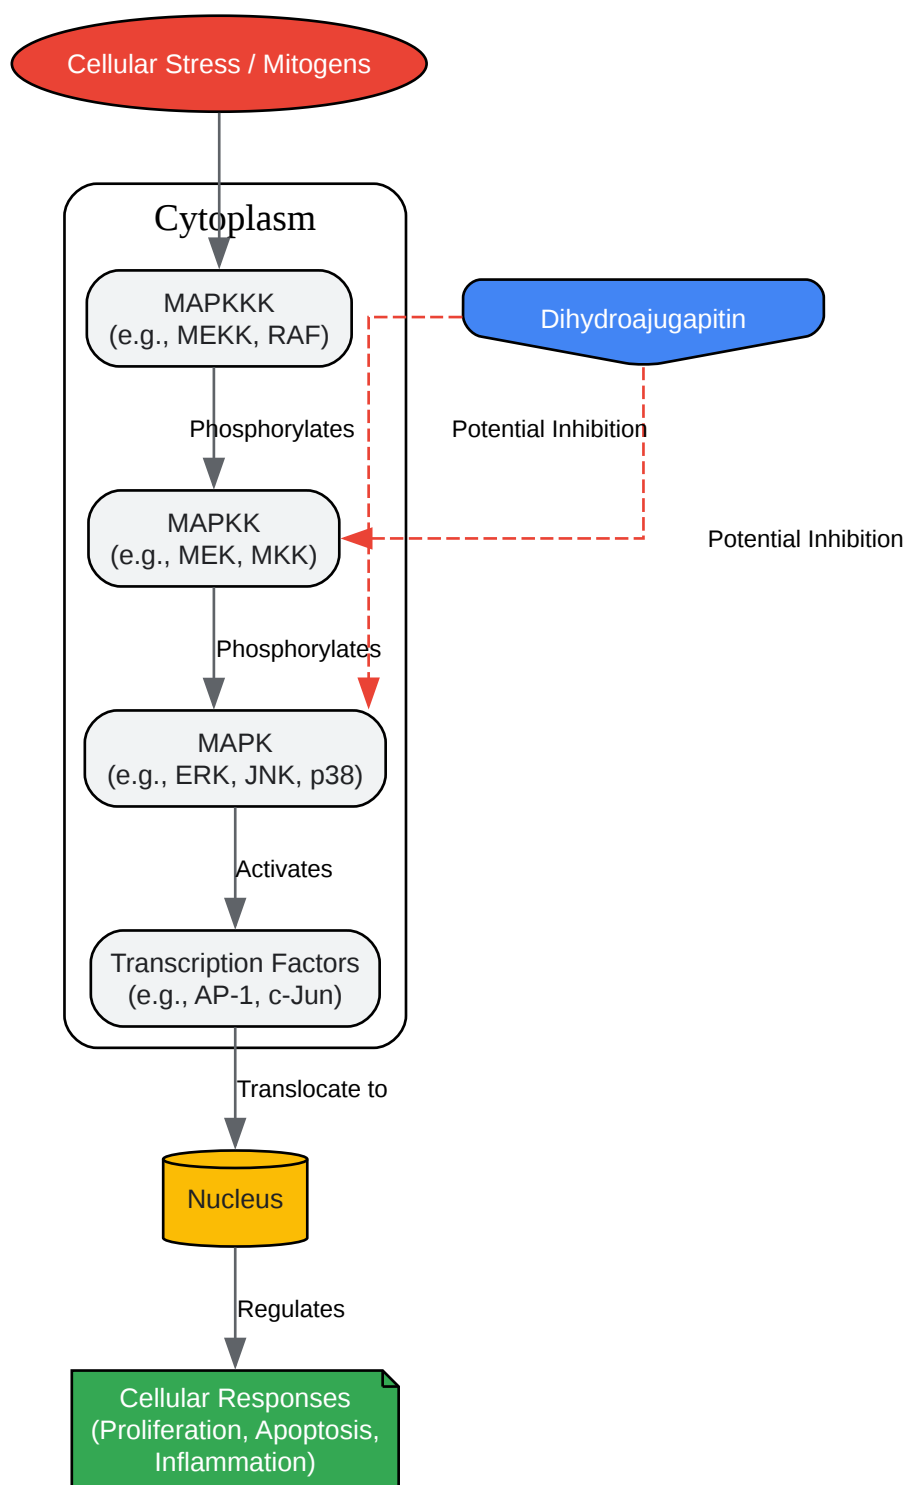 Cellular Stress / Mitogens
Cytoplasm
MAPKKK
(e.g., MEKK, RAF)
Dihydroajugapitin
Phosphorylates
Potential Inhibition
MAPKK
(e.g., MEK, MKK)
Potential Inhibition
Phosphorylates
MAPK
(e.g., ERK, JNK, p38)
Activates
Transcription Factors
(e.g., AP-1, c-Jun)
Translocate to
Nucleus
Regulates
Cellular Responses
(Proliferation, Apoptosis,
Inflammation)